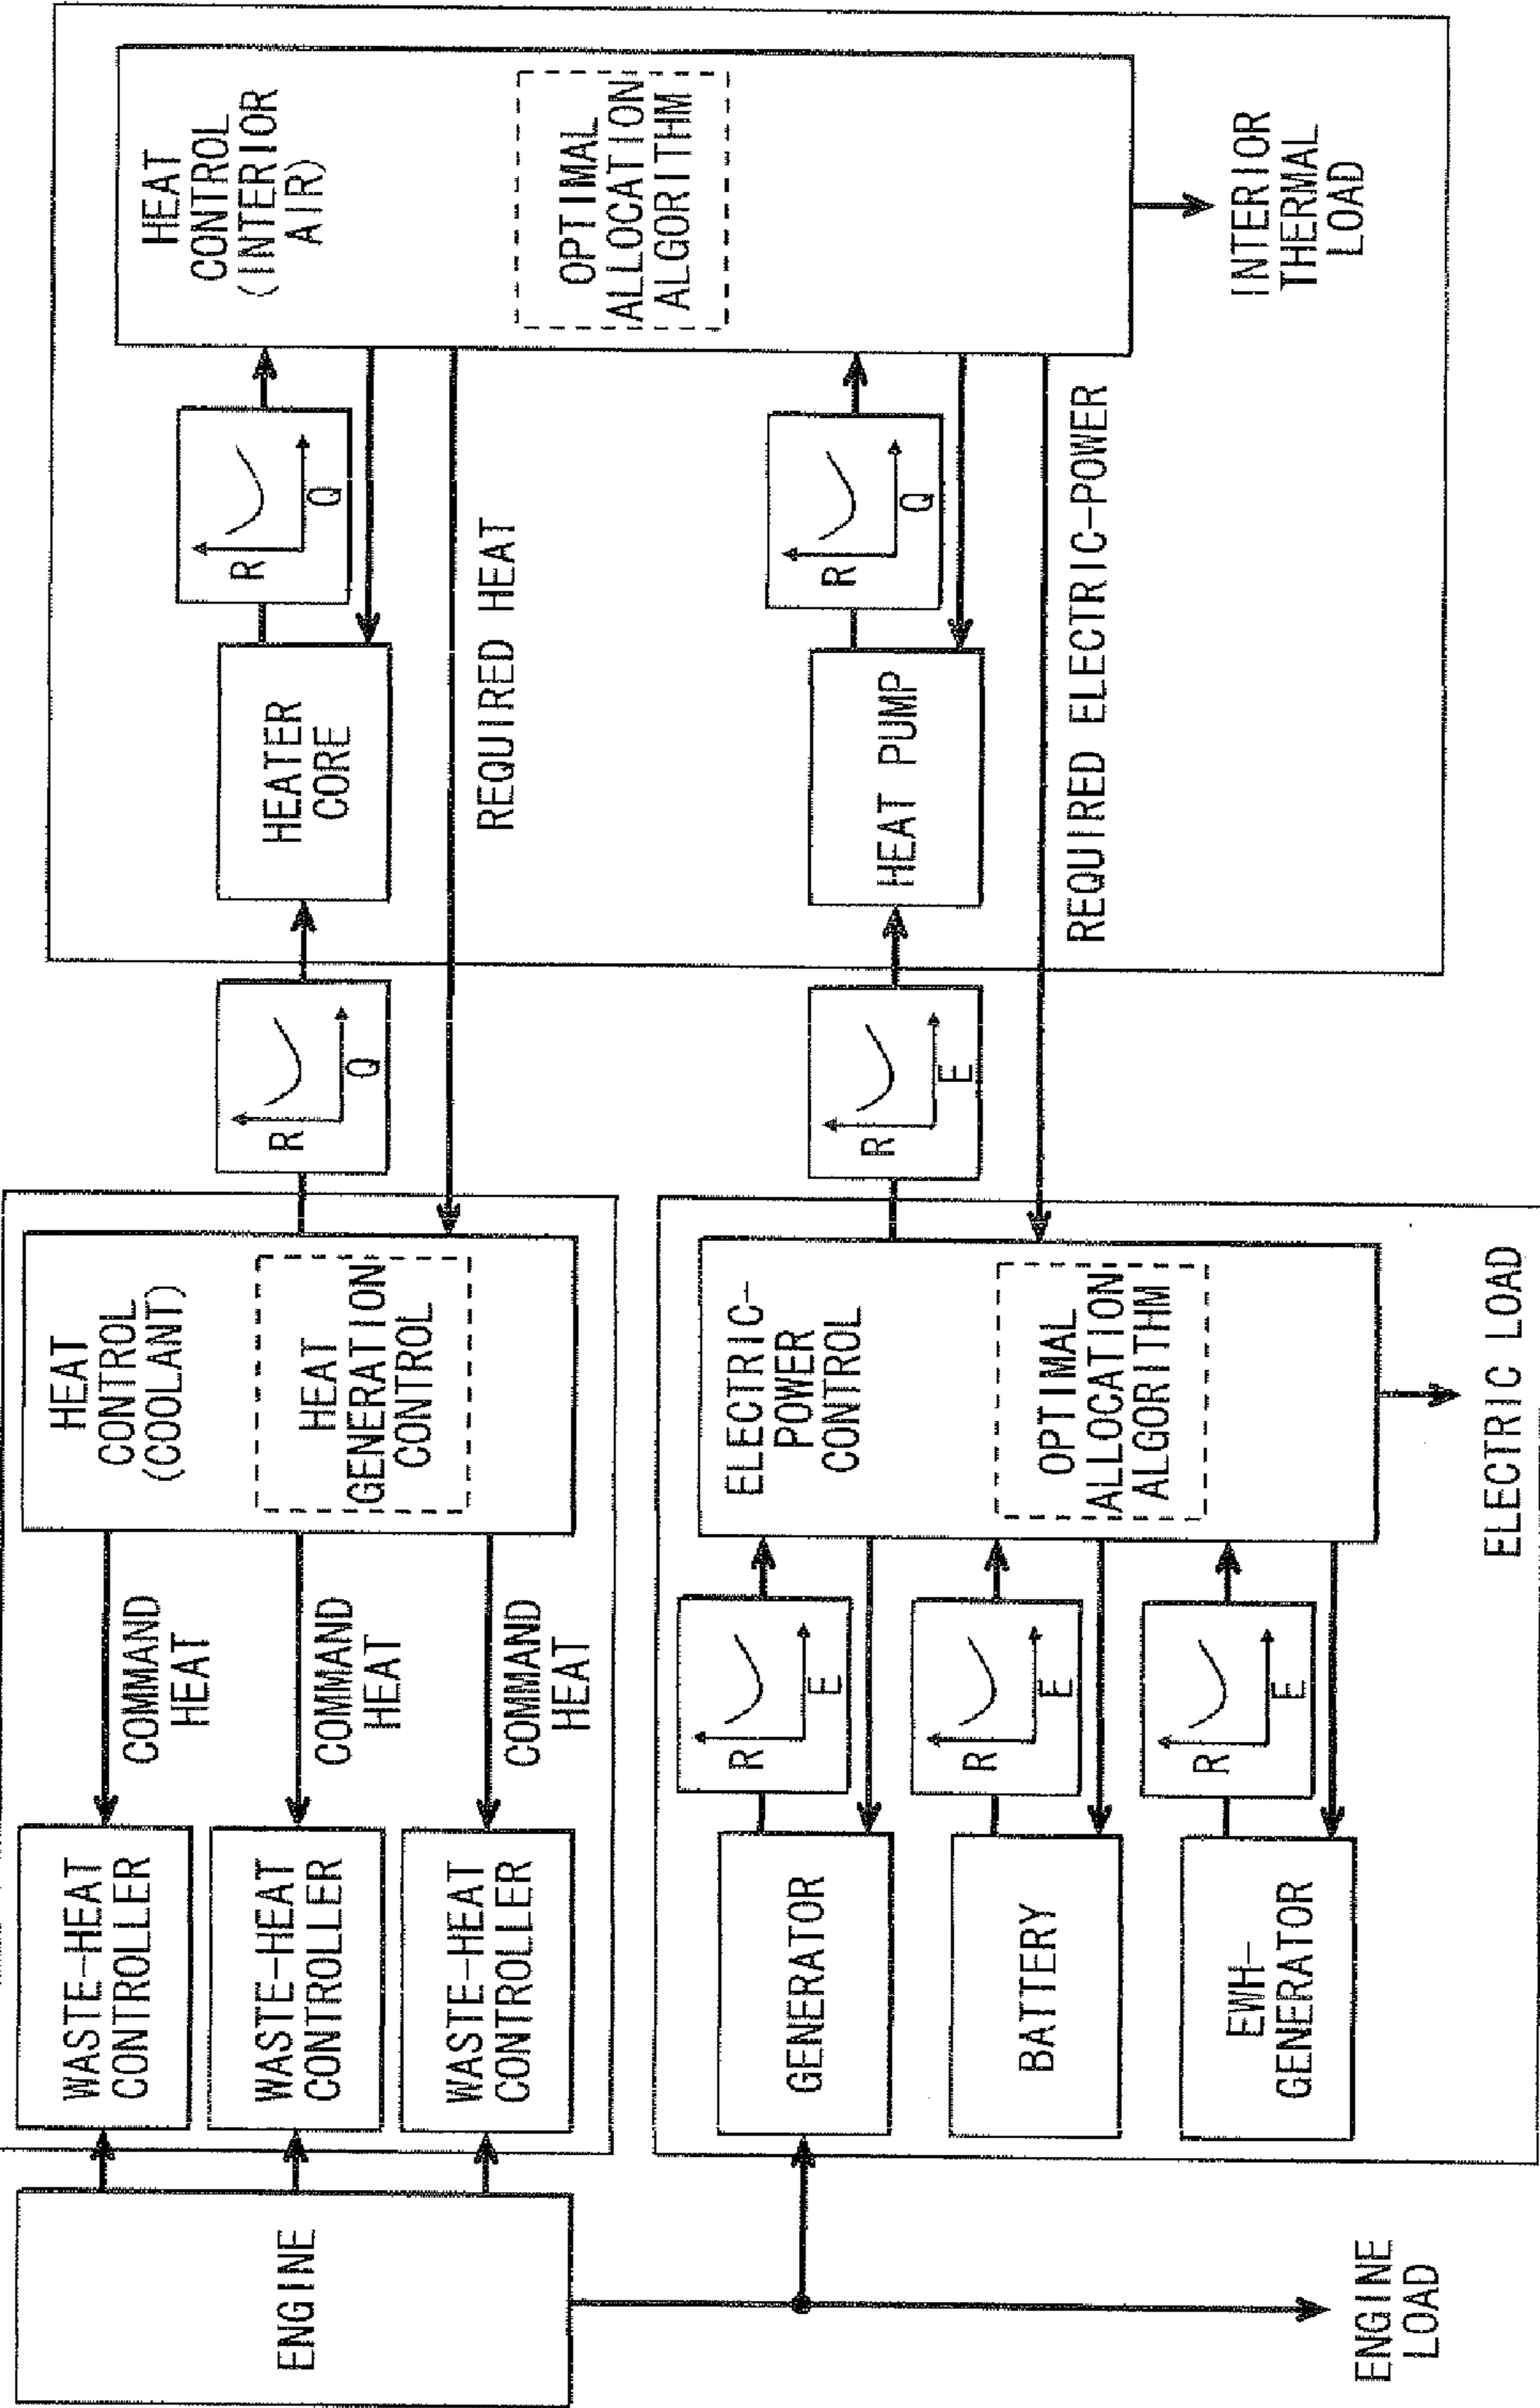 ENGINE
WASTE-HEAT
CONTROLLER
WASTE-HEAT
CONTROLLER
WASTE-HEAT
CONTROLLER
COMMAND
HEAT
COMMAND
HEAT
COMMAND
HEAT
HEAT
CONTROL
(COOLANT)
HEAT
GENERATION
CONTROL
R
Q
HEATER
CORE
R
Q
REQUIRED HEAT
HEAT
CONTROL
(INTERIOR
AIR)
OPTIMAL
ALLOCATION
ALGORITHM
INTERIOR
THERMAL
LOAD
GENERATOR
R
E
BATTERY
R
E
EWH-
GENERATOR
R
E
ELECTRIC-
POWER
CONTROL
OPTIMAL
ALLOCATION
ALGORITHM
R
E
HEAT PUMP
R
Q
REQUIRED ELECTRIC-POWER
ENGINE
LOAD
ELECTRIC LOAD